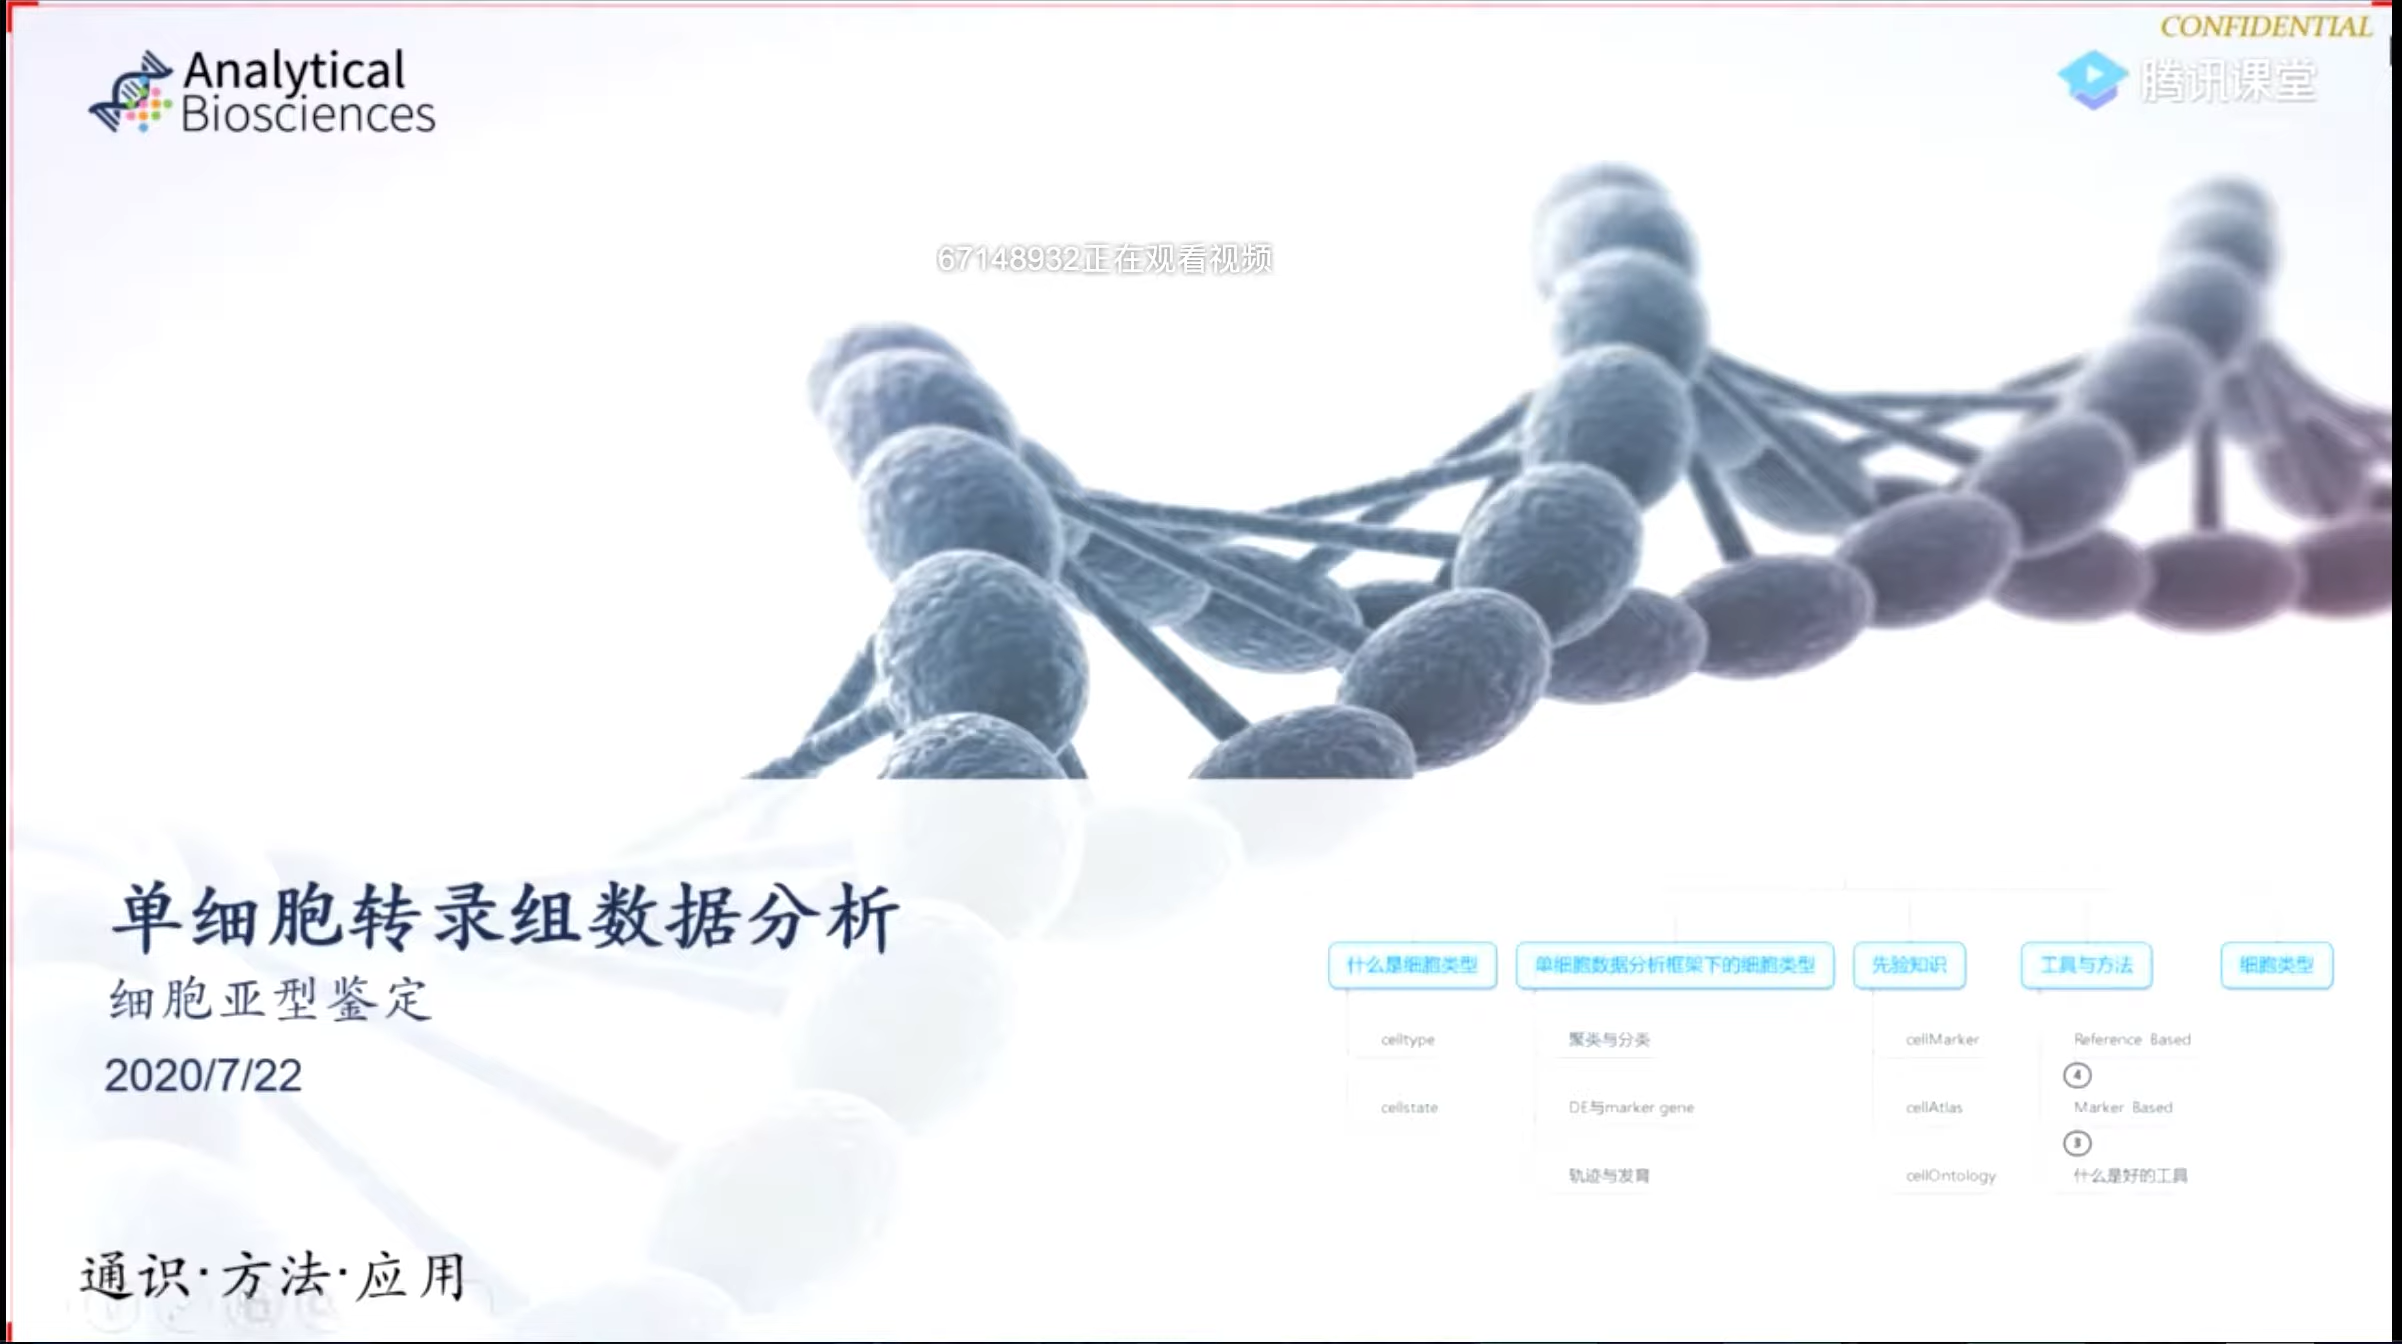 CONFIDENTIAL
Analytical
Biosciences
腾讯课堂
67148932正在观看视频
单细胞转录组数据分析
细胞亚型鉴定
2020/7/22
通识·方法·应用
什么是细胞类型
celltype
cellstate
单细胞数据分析框架下的细胞类型
聚类与分类
DE与marker gene
轨迹与发育
先验知识
cellMarker
cellAtlas
cellOntology
工具与方法
Reference Based
4
Marker Based
3
什么是好的工具
细胞类型